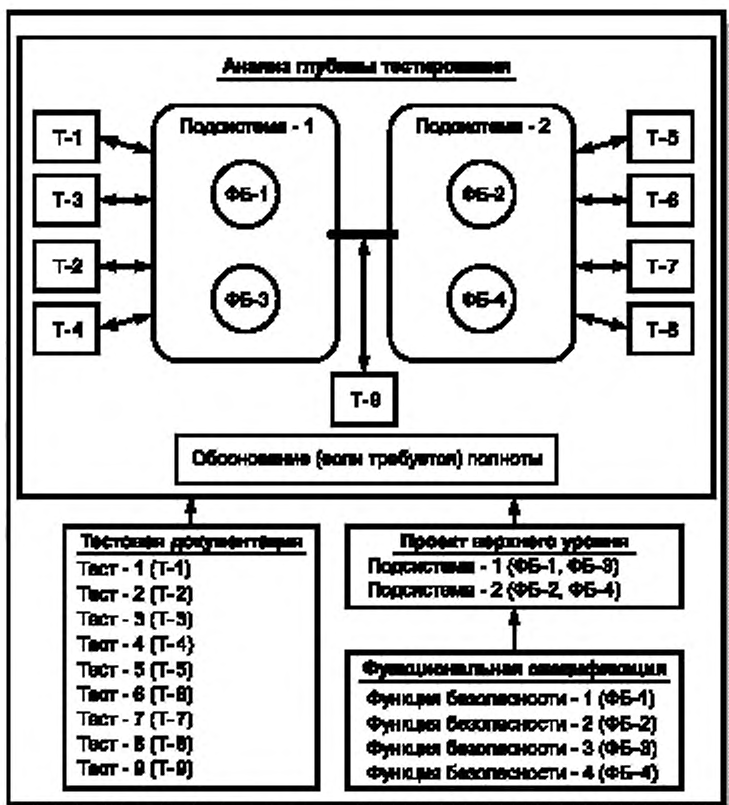 Анализ глубины тестирования
Подсистема - 1
Подсистема - 2
Т-1
Т-3
Т-2
Т-4
ФБ-1
ФБ-3
ФБ-2
ФБ-4
Т-5
Т-6
Т-7
Т-8
Т-9
Обоснование (если требуется) полноты
Тестовая документация
Тест - 1 (Т-1)
Тест - 2 (Т-2)
Тест - 3 (Т-3)
Тест - 4 (Т-4)
Тест - 5 (Т-5)
Тест - 6 (Т-6)
Тест - 7 (Т-7)
Тест - 8 (Т-8)
Тест - 9 (Т-9)
Проект верхнего уровня
Подсистема - 1 (ФБ-1, ФБ-3)
Подсистема - 2 (ФБ-2, ФБ-4)
Функциональная спецификация
Функция безопасности - 1 (ФБ-1)
Функция безопасности - 2 (ФБ-2)
Функция безопасности - 3 (ФБ-3)
Функция безопасности - 4 (ФБ-4)